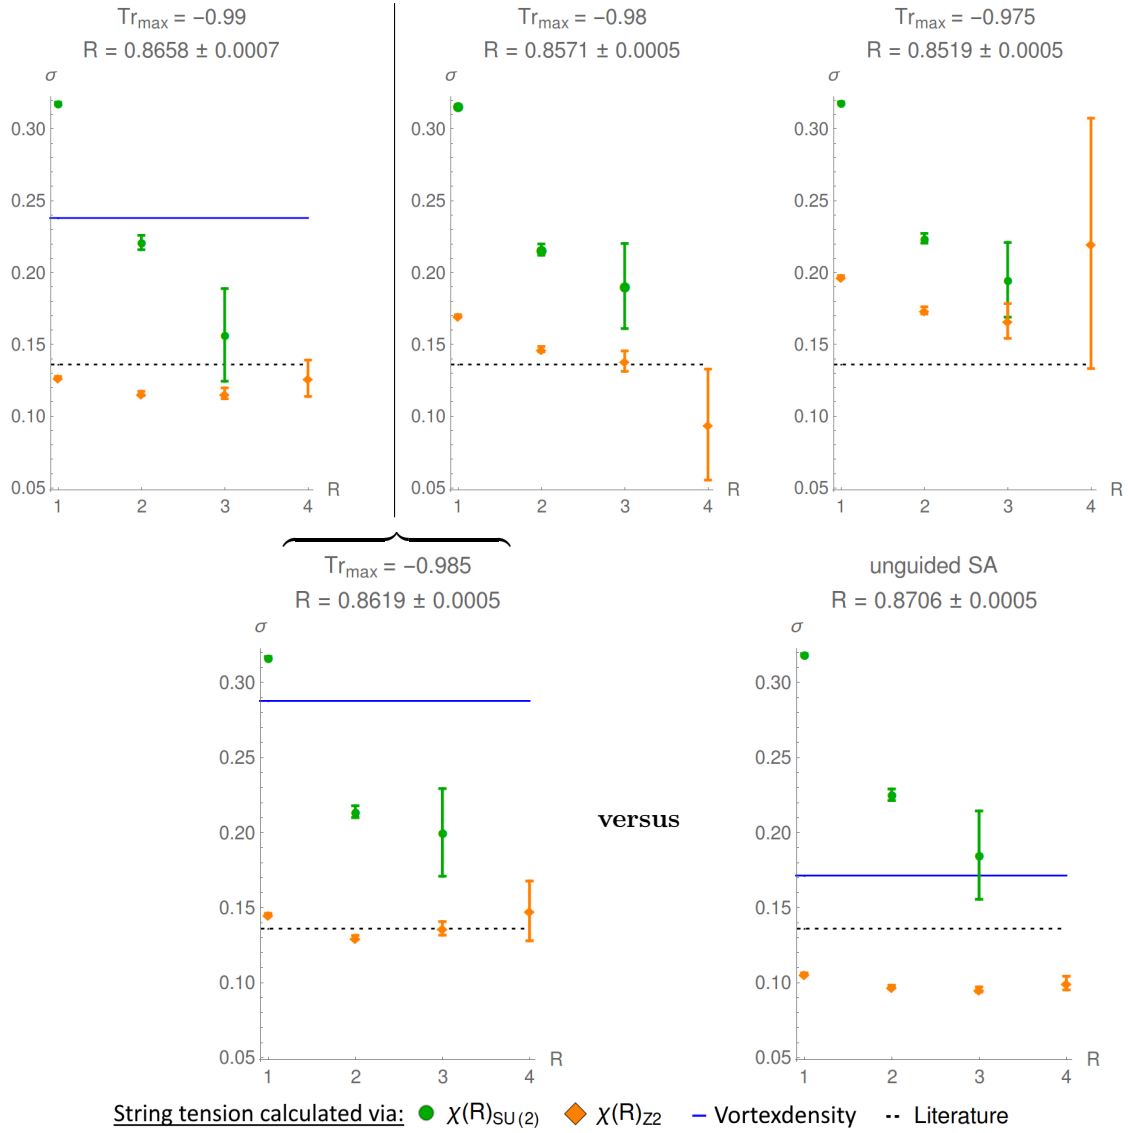 Tr_max = −0.99
R = 0.8658 ± 0.0007
σ
0.30
0.25
0.20
0.15
0.10
0.05
1 2 3 4
R
Tr_max = −0.98
R = 0.8571 ± 0.0005
σ
0.30
0.25
0.20
0.15
0.10
0.05
1 2 3 4
R
Tr_max = −0.975
R = 0.8519 ± 0.0005
σ
0.30
0.25
0.20
0.15
0.10
0.05
1 2 3 4
R
Tr_max = −0.985
R = 0.8619 ± 0.0005
σ
0.30
0.25
0.20
0.15
0.10
0.05
1 2 3 4
R
versus
unguided SA
R = 0.8706 ± 0.0005
σ
0.30
0.25
0.20
0.15
0.10
0.05
1 2 3 4
R
String tension calculated via: χ(R)_SU(2) χ(R)_Z2 Vortexdensity Literature